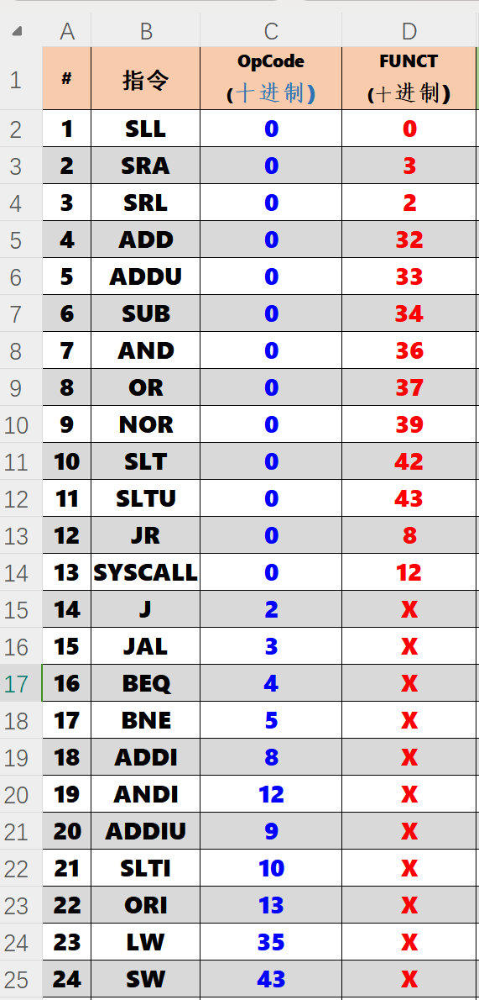 A B C D
1 # 指令 OpCode (十进制) FUNCT (十进制)
2 1 SLL 0 0
3 2 SRA 0 3
4 3 SRL 0 2
5 4 ADD 0 32
6 5 ADDU 0 33
7 6 SUB 0 34
8 7 AND 0 36
9 8 OR 0 37
10 9 NOR 0 39
11 10 SLT 0 42
12 11 SLTU 0 43
13 12 JR 0 8
14 13 SYSCALL 0 12
15 14 J 2 X
16 15 JAL 3 X
17 16 BEQ 4 X
18 17 BNE 5 X
19 18 ADDI 8 X
20 19 ANDI 12 X
21 20 ADDIU 9 X
22 21 SLTI 10 X
23 22 ORI 13 X
24 23 LW 35 X
25 24 SW 43 X